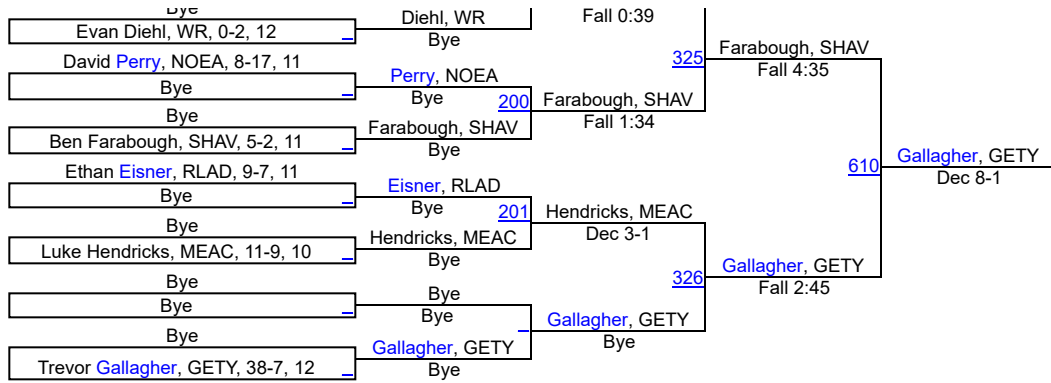 Bye
Evan Diehl, WR, 0-2, 12
David Perry, NOEA, 8-17, 11
Bye
Bye
Ben Farabough, SHAV, 5-2, 11
Ethan Eisner, RLAD, 9-7, 11
Bye
Bye
Luke Hendricks, MEAC, 11-9, 10
Bye
Bye
Bye
Trevor Gallagher, GETY, 38-7, 12
Diehl, WR
Bye
Perry, NOEA
Bye
200
Farabough, SHAV
Bye
Eisner, RLAD
Bye
201
Hendricks, MEAC
Bye
Bye
Bye
Gallagher, GETY
Bye
Fall 0:39
325
Farabough, SHAV
Fall 1:34
Hendricks, MEAC
Dec 3-1
326
Gallagher, GETY
Bye
Farabough, SHAV
Fall 4:35
610
Gallagher, GETY
Fall 2:45
Gallagher, GETY
Dec 8-1